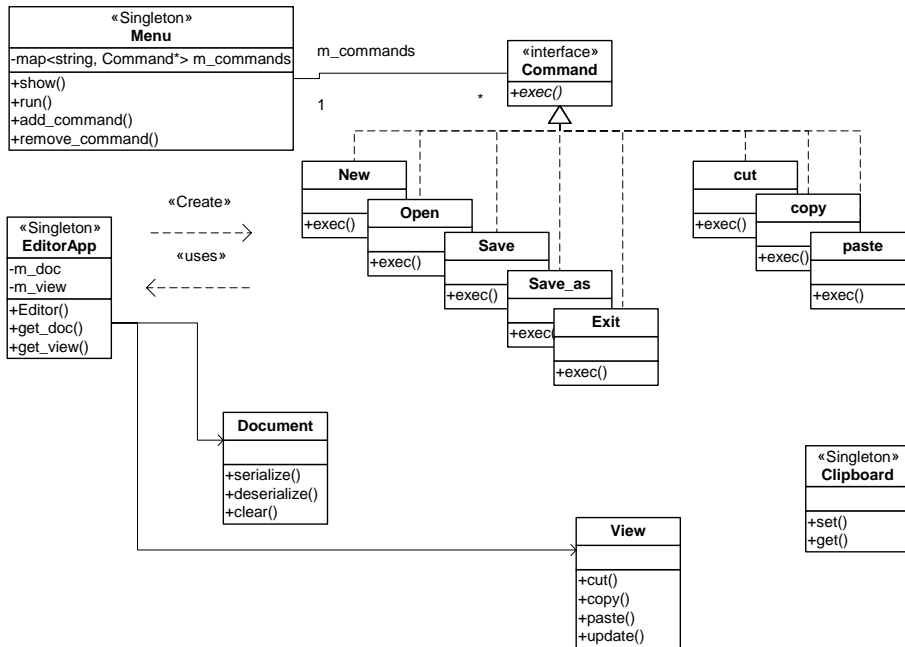 «Singleton»
Menu
-map<string, Command*> m_commands
+show()
+run()
+add_command()
+remove_command()
m_commands
1
*
«interface»
Command
+exec()
New
+exec()
Open
+exec()
Save
+exec()
Save_as
+exec()
Exit
+exec()
cut
+exec()
copy
+exec()
paste
+exec()
«Create»
«uses»
«Singleton»
EditorApp
-m_doc
-m_view
+Editor()
+get_doc()
+get_view()
Document
+serialize()
+deserialize()
+clear()
«Singleton»
Clipboard
+set()
+get()
View
+cut()
+copy()
+paste()
+update()